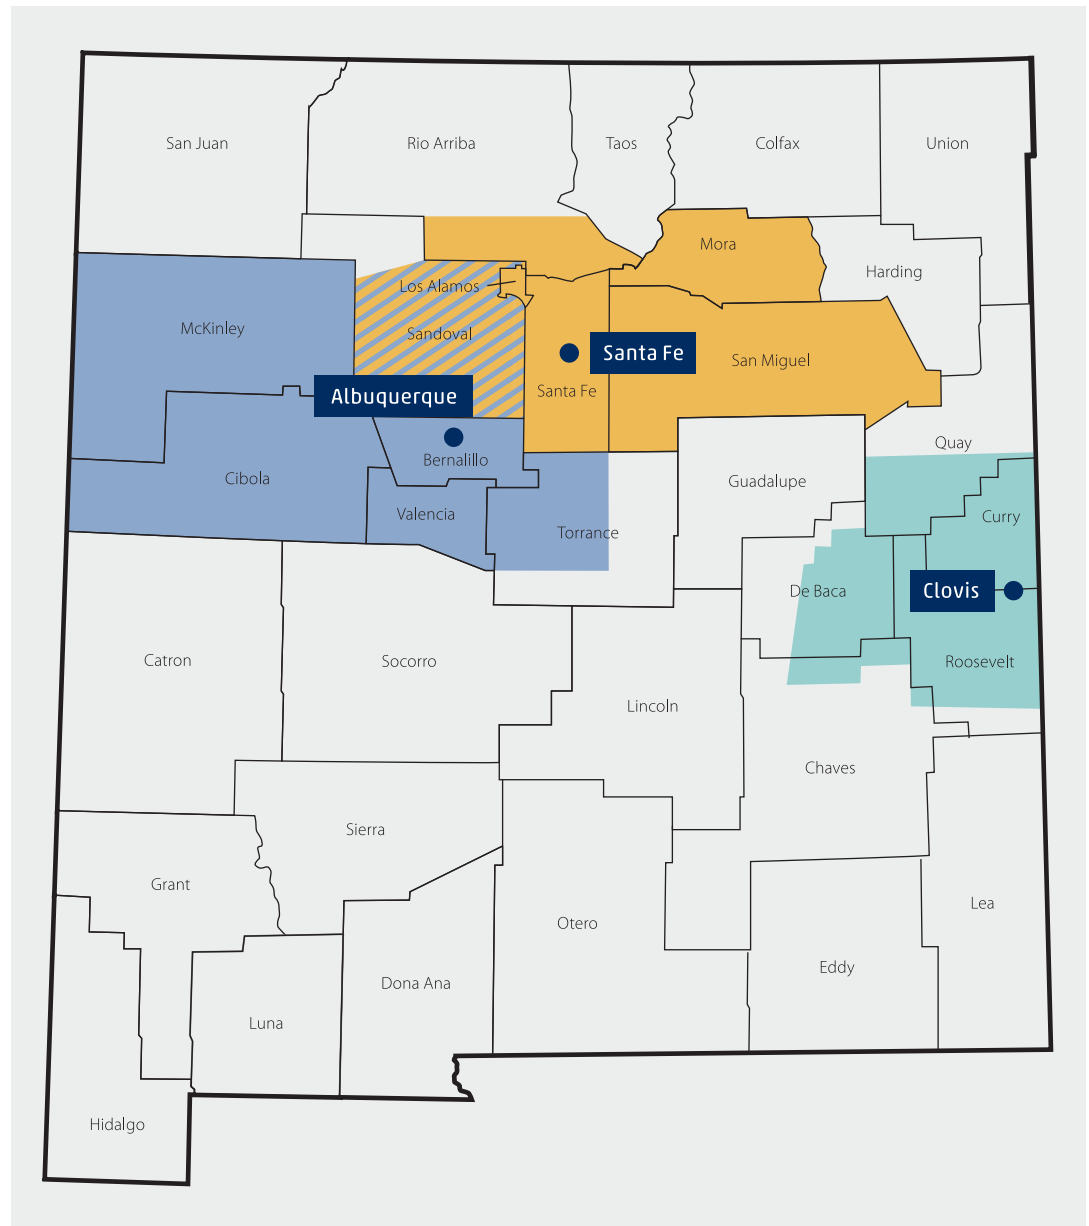 San Juan
Rio Arriba
Taos
Colfax
Union
Mora
Harding
Los Alamos
McKinley
Sandoval
Santa Fe
San Miguel
Santa Fe
Albuquerque
Quay
Bernalillo
Cibola
Guadalupe
Valencia
Curry
Torrance
De Baca
Clovis
Catron
Socorro
Roosevelt
Lincoln
Chaves
Sierra
Grant
Otero
Lea
Dona Ana
Eddy
Luna
Hidalgo